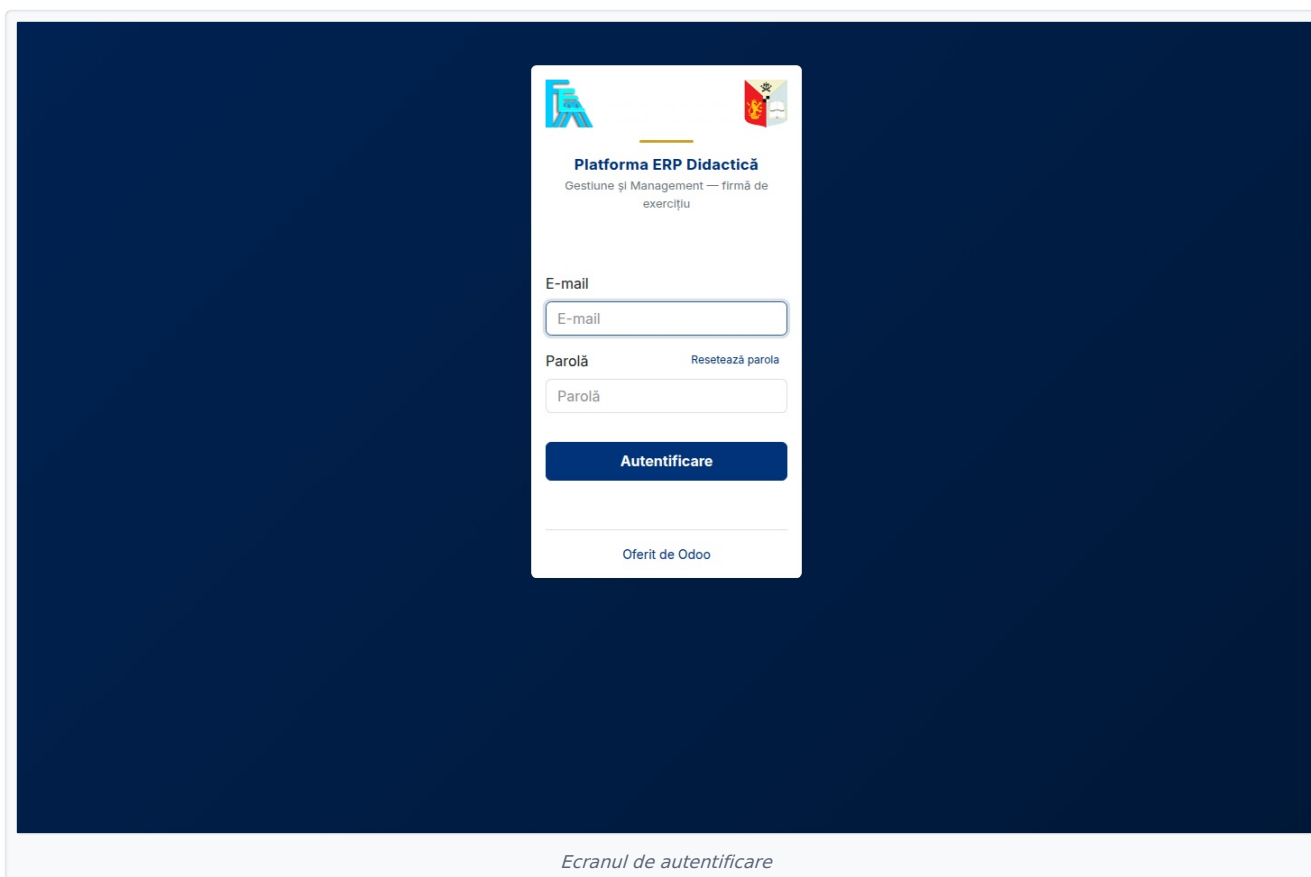 Platforma ERP Didactică
Gestiune și Management — firmă de
exercițiu
E-mail
E-mail
Parolă
Resetează parola
Parolă
Autentificare
Oferit de Odoo
Ecranul de autentificare